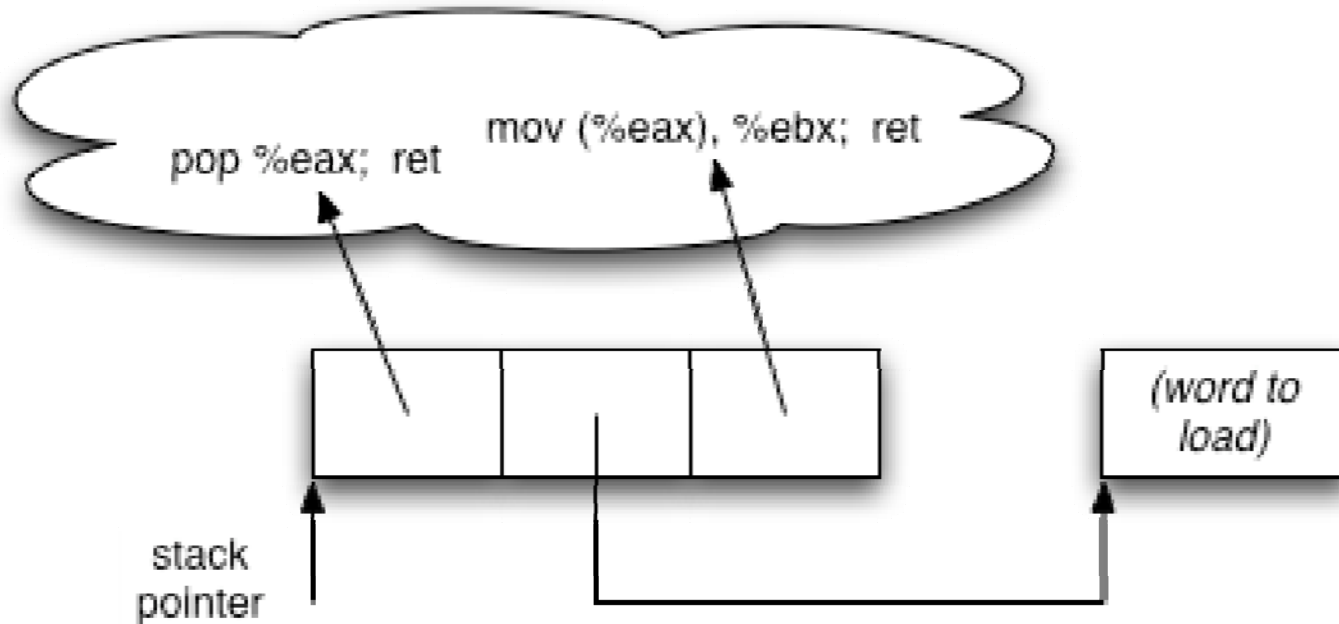 pop %eax; ret
mov (%eax), %ebx; ret
(word to
load)
stack
pointer